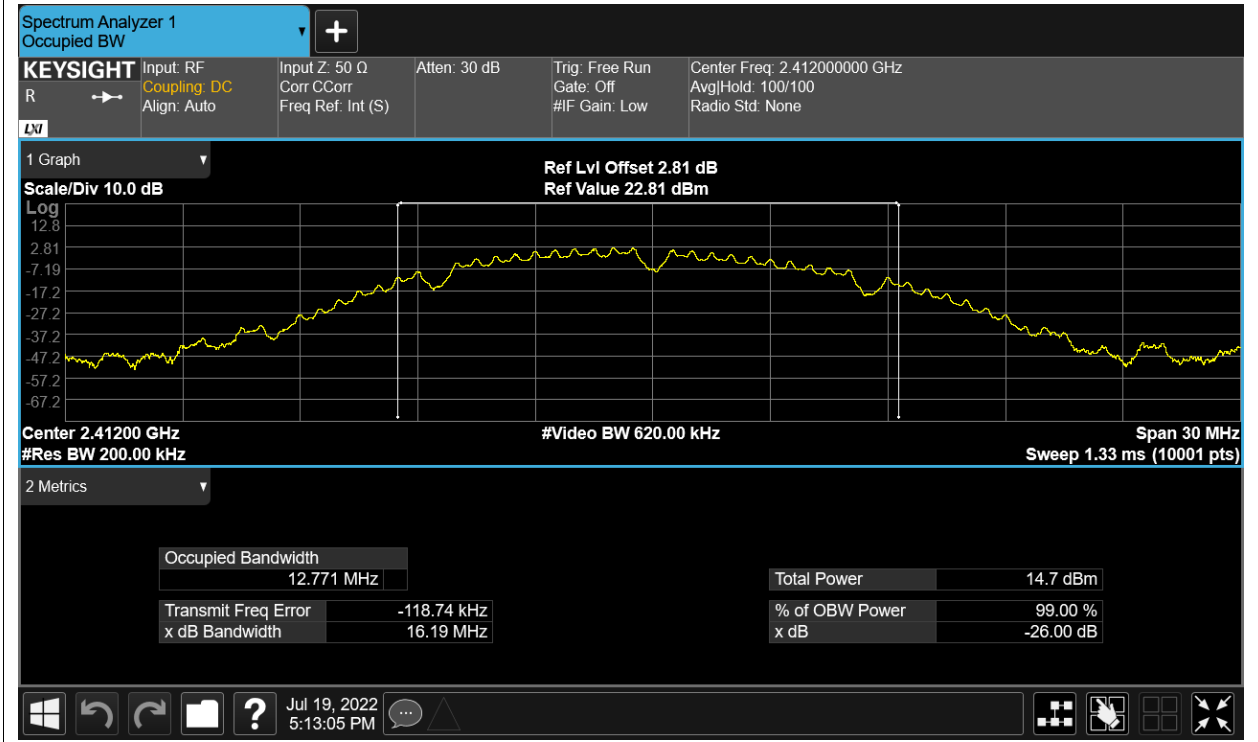 Spectrum Analyzer 1
Occupied BW
KEYSIGHT
R
LXI
Input: RF
Coupling: DC
Align: Auto
Input Z: 50 Ω
Corr CCorr
Freq Ref: Int (S)
Atten: 30 dB
Trig: Free Run
Gate: Off
#IF Gain: Low
Center Freq: 2.412000000 GHz
Avg|Hold: 100/100
Radio Std: None
1 Graph
Scale/Div 10.0 dB
Ref Lvl Offset 2.81 dB
Ref Value 22.81 dBm
Log
12.8
2.81
-7.19
-17.2
-27.2
-37.2
-47.2
-57.2
-67.2
Center 2.41200 GHz
#Res BW 200.00 kHz
#Video BW 620.00 kHz
Span 30 MHz
Sweep 1.33 ms (10001 pts)
2 Metrics
Occupied Bandwidth
12.771 MHz
Transmit Freq Error -118.74 kHz
x dB Bandwidth 16.19 MHz
Total Power 14.7 dBm
% of OBW Power 99.00 %
x dB -26.00 dB
Jul 19, 2022
5:13:05 PM